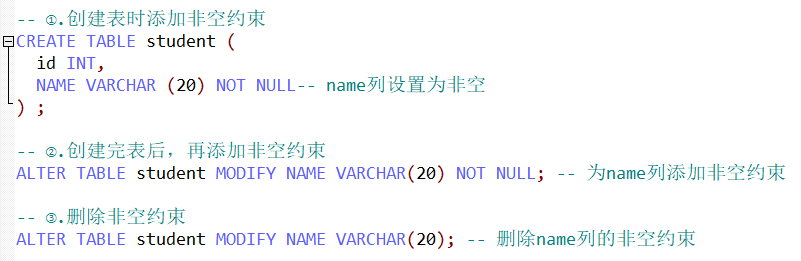 -- ①.创建表时添加非空约束
CREATE TABLE student (
id INT,
NAME VARCHAR (20) NOT NULL-- name列设置为非空
) ;
-- ②.创建完表后，再添加非空约束
ALTER TABLE student MODIFY NAME VARCHAR(20) NOT NULL; -- 为name列添加非空约束
-- ③.删除非空约束
ALTER TABLE student MODIFY NAME VARCHAR(20); -- 删除name列的非空约束